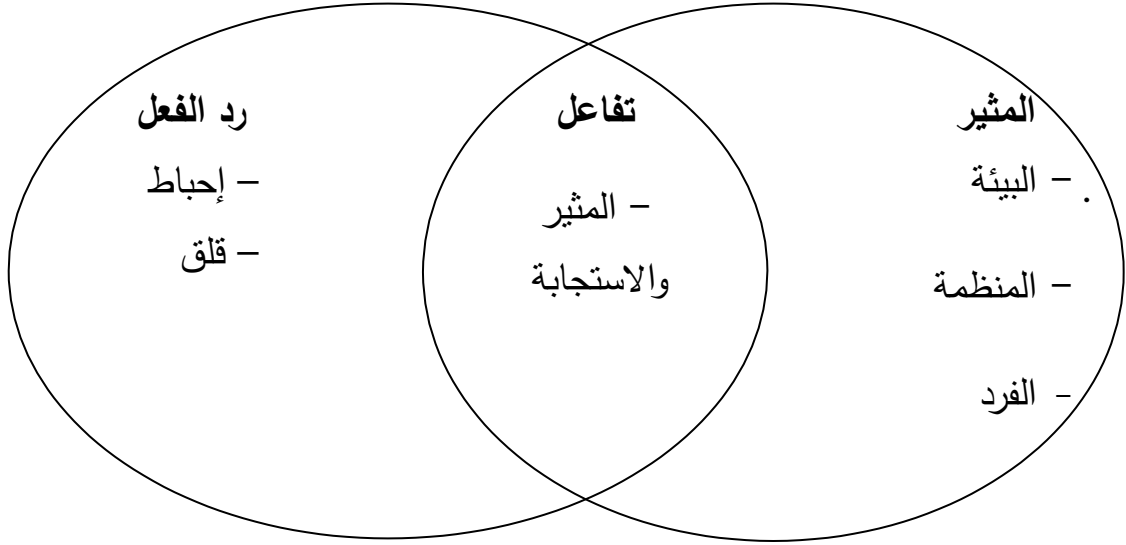 المثير
– البيئة
.
– المنظمة
- الفرد
تفاعل
– المثير
والاستجابة
رد الفعل
– إحباط
– قلق